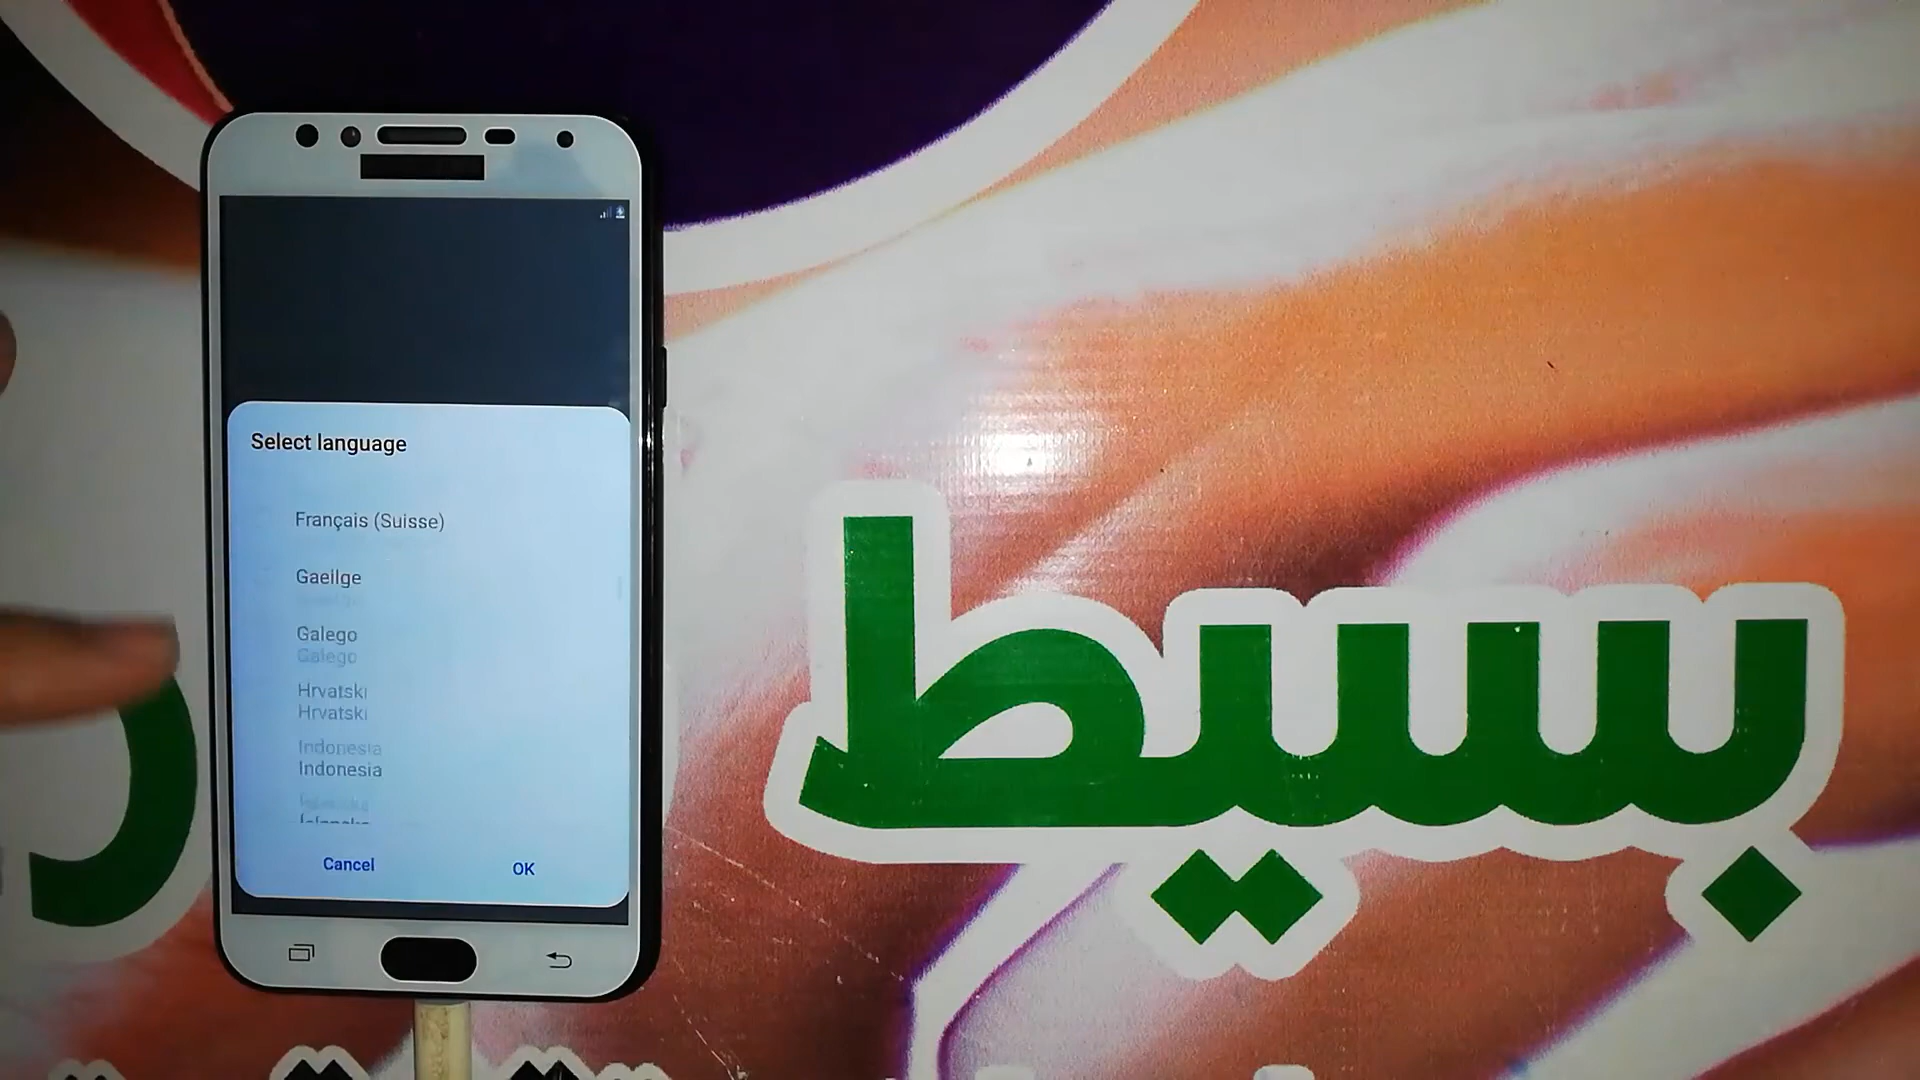 Select language
Français (Suisse)
Gaeilge
Galego
Galego
Hrvatski
Hrvatski
Indonesia
Indonesia
Cancel
OK
بسيط